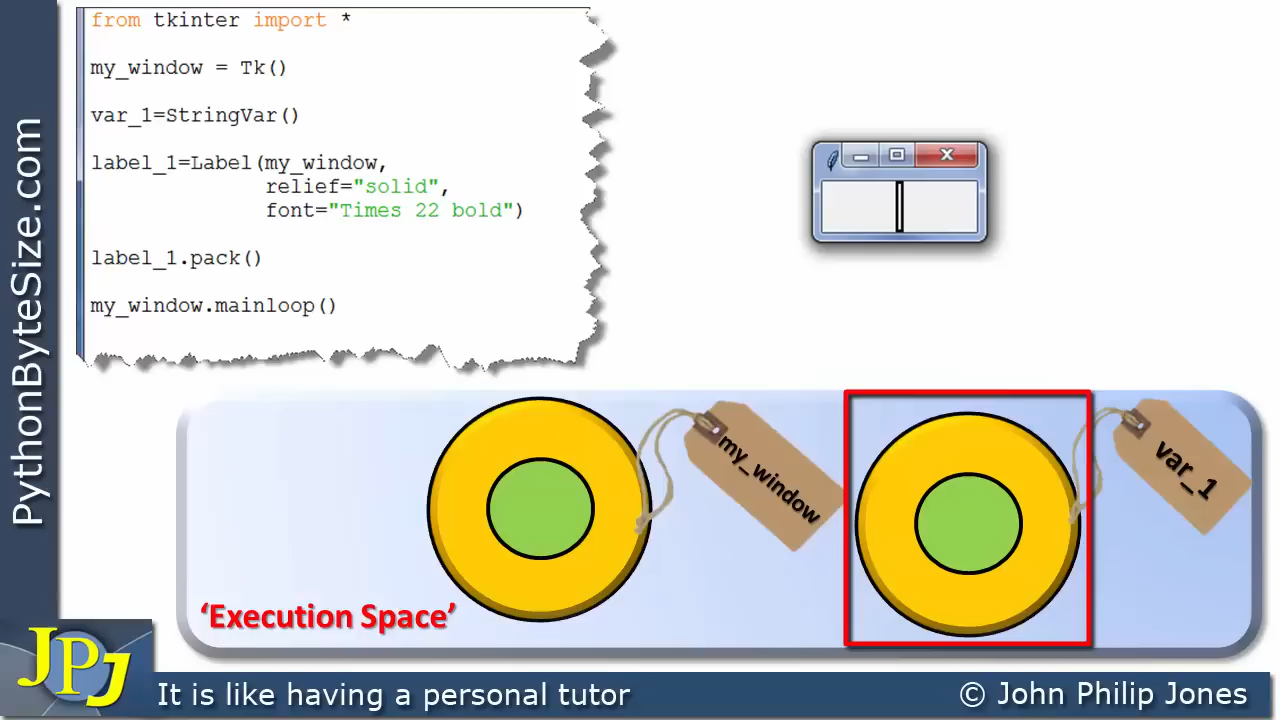 from tkinter import *
my_window = Tk()
var_1=StringVar()
label_1=Label(my_window,
relief="solid",
font="Times 22 bold")
label_1.pack()
my_window.mainloop()
PythonByteSize.com
my_window
var_1
‘Execution Space’
JPJ
It is like having a personal tutor
© John Philip Jones